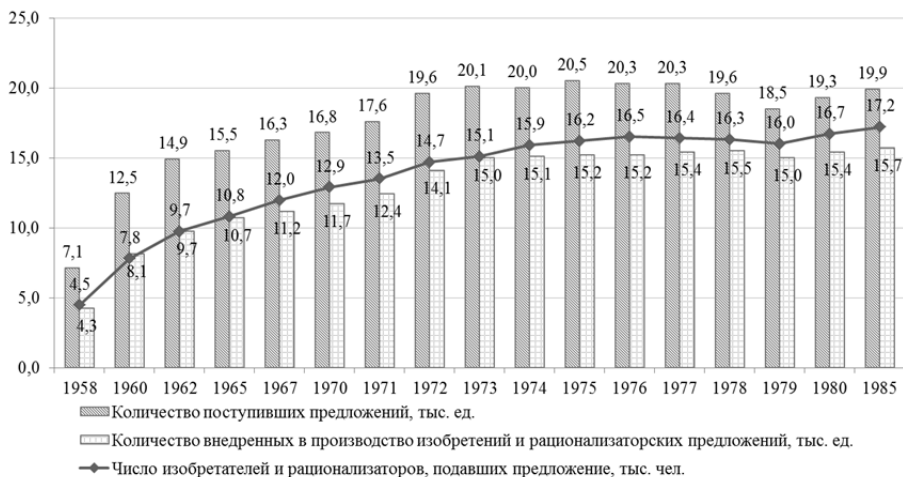 25,0
20,0
15,0
10,0
5,0
0,0
7,1 12,5 14,9 15,5 16,3 16,8 17,6 19,6 20,1 20,0 20,5 20,3 20,3 19,6 18,5 19,3 19,9
4,5 7,8 9,7 10,8 12,0 12,9 13,5 14,7 15,1 15,9 16,2 16,5 16,4 16,3 16,0 16,7 17,2
4,3 8,1 9,7 10,7 11,2 11,7 12,4 14,1 15,0 15,1 15,2 15,2 15,4 15,5 15,0 15,4 15,7
1958 1960 1962 1965 1967 1970 1971 1972 1973 1974 1975 1976 1977 1978 1979 1980 1985
Количество поступивших предложений, тыс. ед.
Количество внедренных в производство изобретений и рационализаторских предложений, тыс. ед.
Число изобретателей и рационализаторов, подавших предложение, тыс. чел.